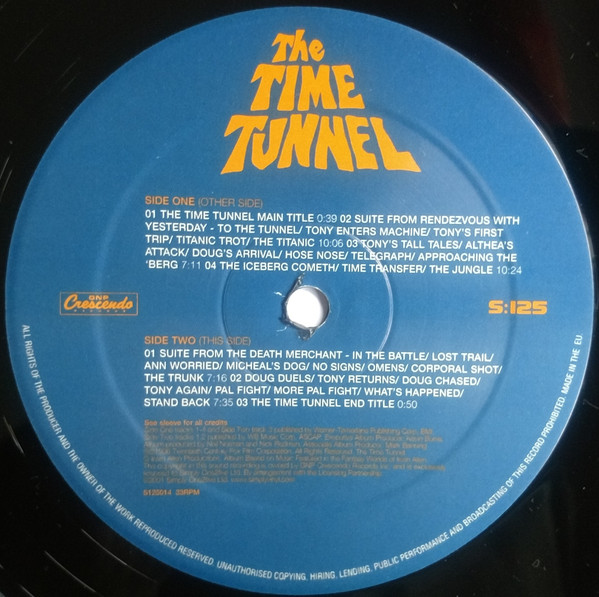 The
TIME
TUNNEL
SIDE ONE (OTHER SIDE)
01 THE TIME TUNNEL MAIN TITLE 0:39 02 SUITE FROM RENDEZVOUS WITH
YESTERDAY - TO THE TUNNEL/ TONY ENTERS MACHINE/ TONY'S FIRST
TRIP/ TITANIC TROT/ THE TITANIC 10:06 03 TONY'S TALL TALES/ ALTHEA'S
ATTACK/ DOUG'S ARRIVAL/ HOSE NOSE/ TELEGRAPH/ APPROACHING THE
'BERG 7:11 04 THE ICEBERG COMETH/ TIME TRANSFER/ THE JUNGLE 10:24
GNP
Crescendo
RECORDS
S:125
SIDE TWO (THIS SIDE)
01 SUITE FROM THE DEATH MERCHANT - IN THE BATTLE/ LOST TRAIL/
ANN WORRIED/ MICHEAL'S DOG/ NO SIGNS/ OMENS/ CORPORAL SHOT/
THE TRUNK 7:16 02 DOUG DUELS/ TONY RETURNS/ DOUG CHASED/
TONY AGAIN/ PAL FIGHT/ MORE PAL FIGHT/ WHAT'S HAPPENED/
STAND BACK 7:35 03 THE TIME TUNNEL END TITLE 0:50
See sleeve for all credits
ALL RIGHTS OF THE PRODUCER AND THE OWNER OF THE WORK REPRODUCED RESERVED. UNAUTHORISED COPYING, HIRING, LENDING, PUBLIC PERFORMANCE AND BROADCASTING OF THIS RECORD PROHIBITED. MADE IN THE EU.